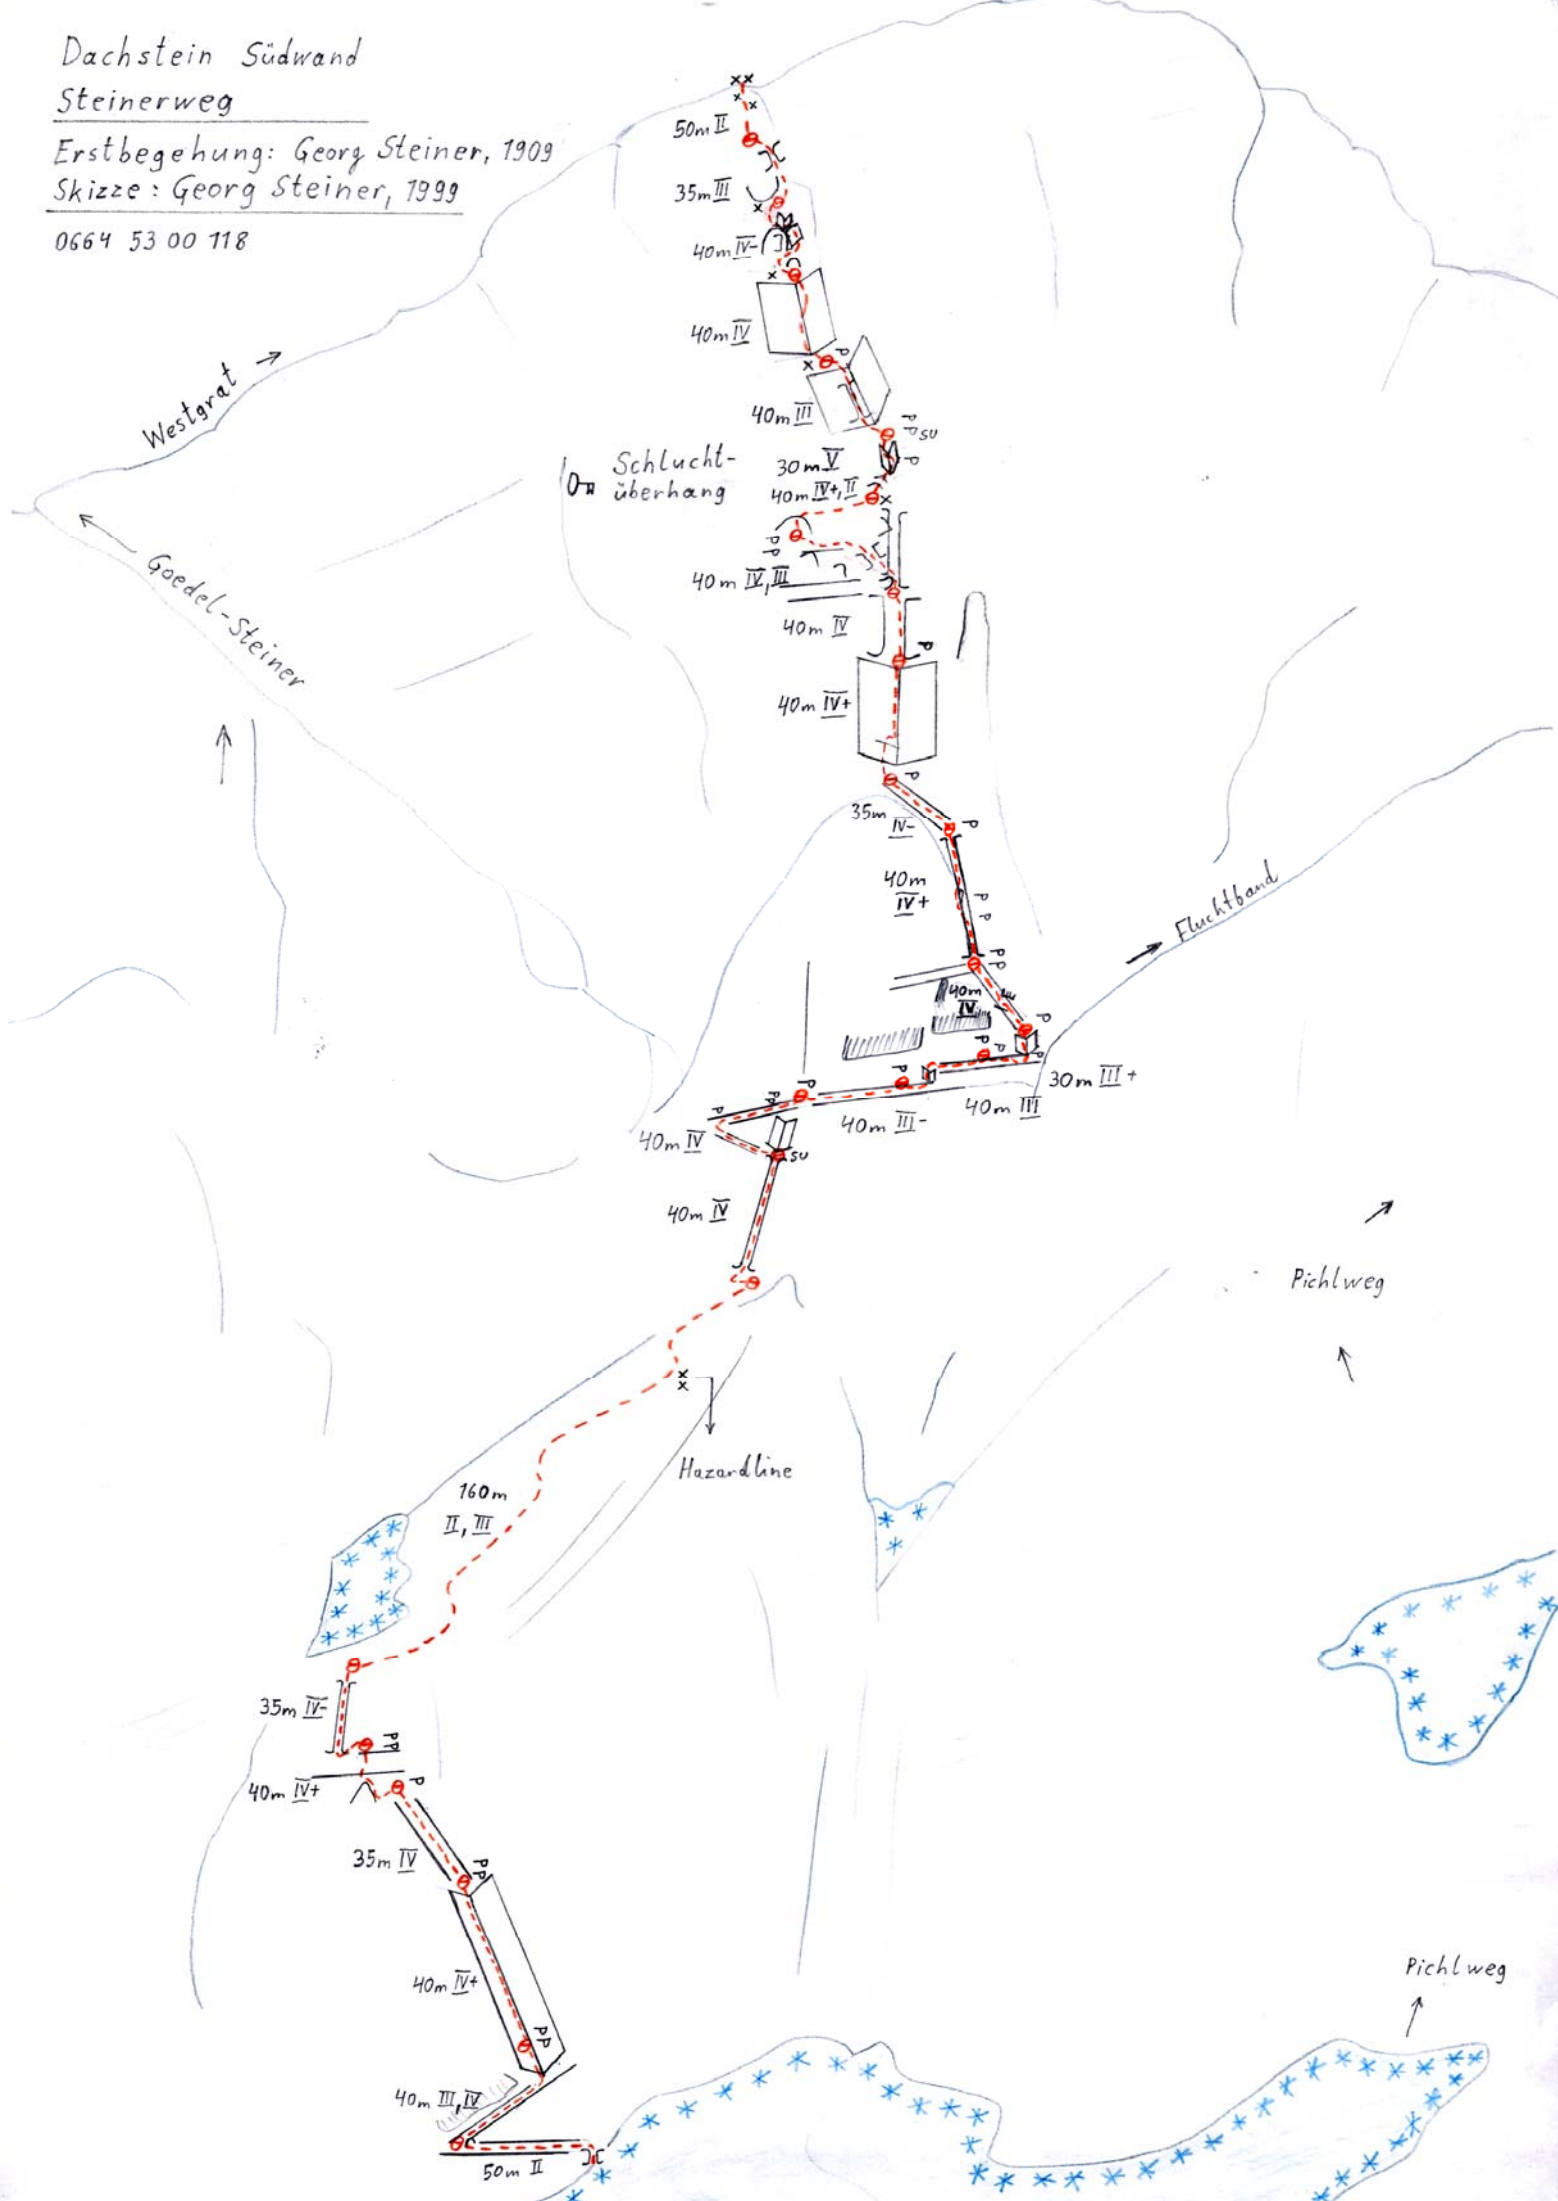 Dachstein Südwand
Steinerweg
Erstbegehung: Georg Steiner, 1909
Skizze: Georg Steiner, 1999
0664 53 00 118
50m II
35m III
40m IV-
40m IV
P
40m III
P
P SU
30m V
P
Schlucht-
überhang
40m IV+, II
P
P
40m IV, III
40m IV
P
40m IV+
P
35m
IV-
P
40m
IV+
P
P
P
P
40m
IV
P
P
P
P
30m III+
40m III
P
40m III-
P
P
P
P
40m IV
SU
40m IV
Westgrat
Goedel-Steiner
Fluchtband
Pichlweg
Hazardline
160m
II, III
35m IV-
PP
40m IV+
P
35m IV
P
P
40m IV+
PP
40m III, IV
50m II
Pichlweg